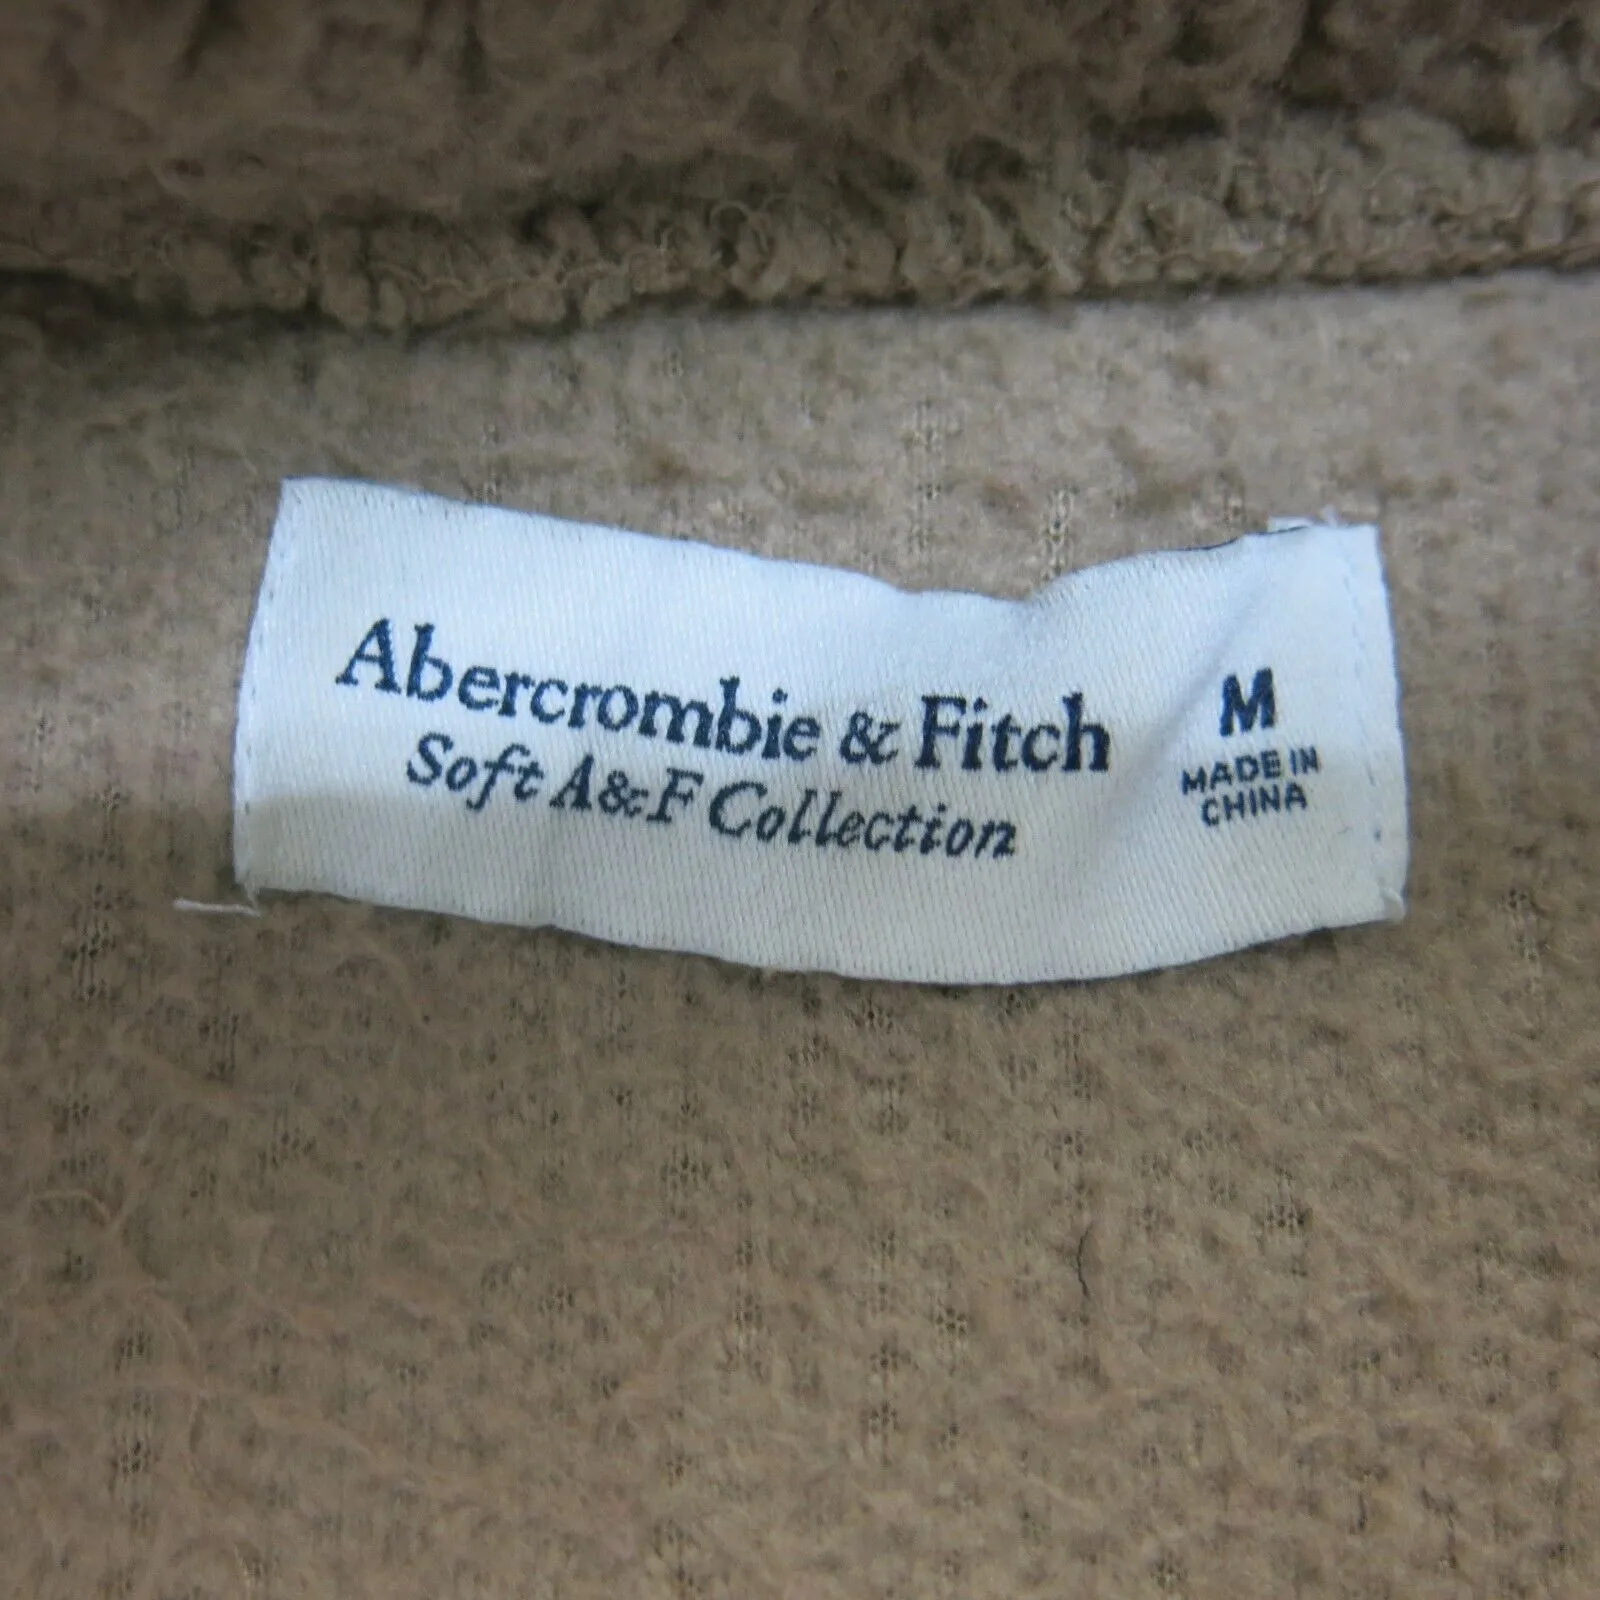 Abercrombie & Fitch
Soft A&F Collection
M
MADE IN
CHINA